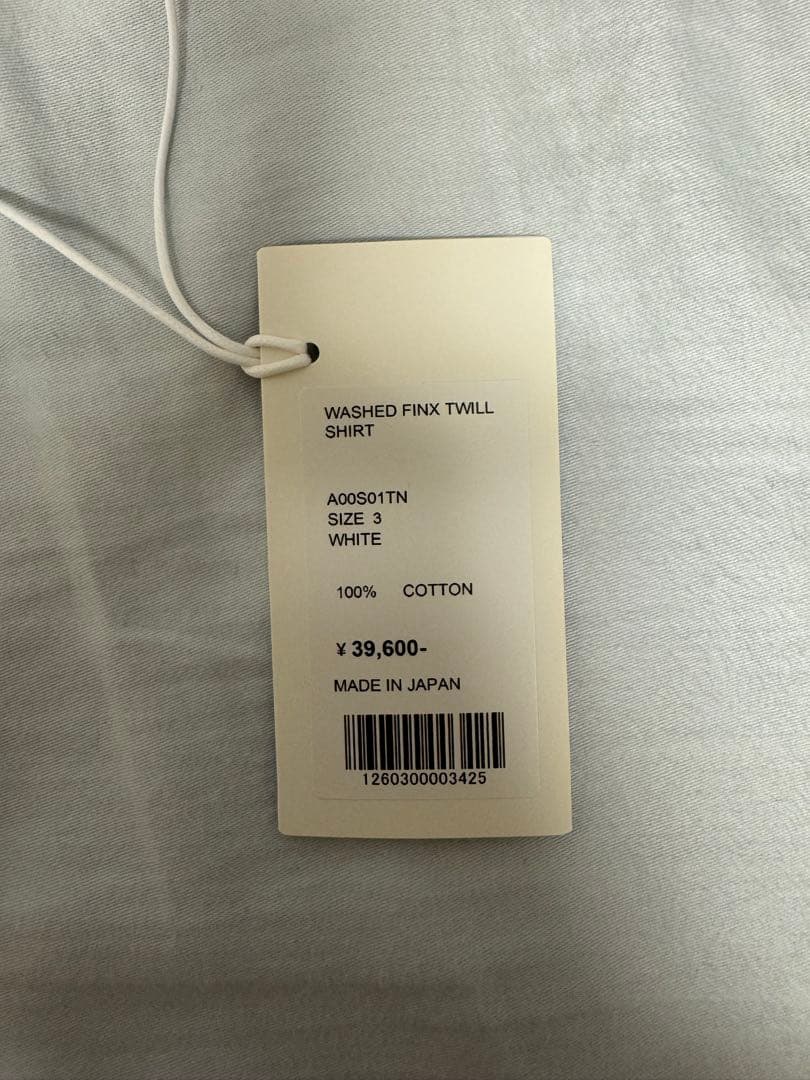 WASHED FINX TWILL
SHIRT
A00S01TN
SIZE 3
WHITE
100% COTTON
¥ 39,600-
MADE IN JAPAN
1260300003425